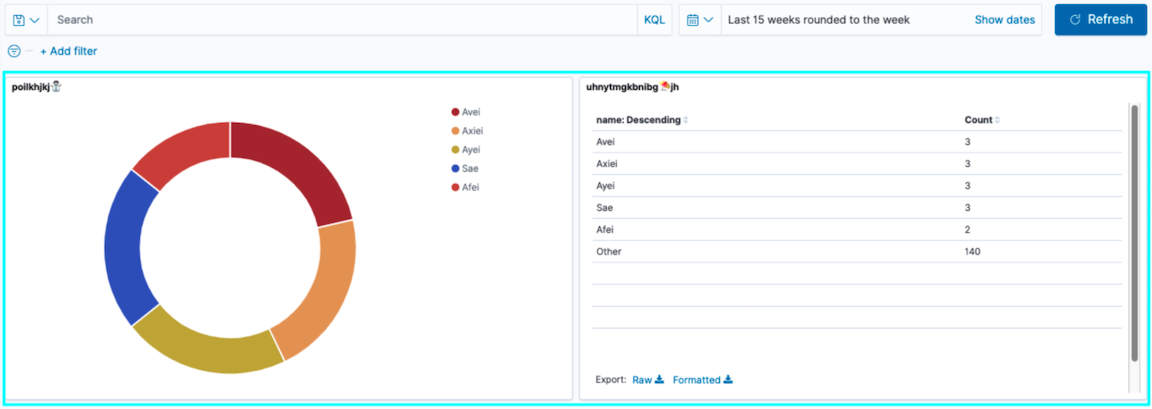 Search KQL Last 15 weeks rounded to the week Show dates Refresh
+ Add filter
poilkhjkj
Avei
Axiei
Ayei
Sae
Afei
uhnytmgkbnibg jh
name: Descending Count
Avei 3
Axiei 3
Ayei 3
Sae 3
Afei 2
Other 140
Export: Raw Formatted